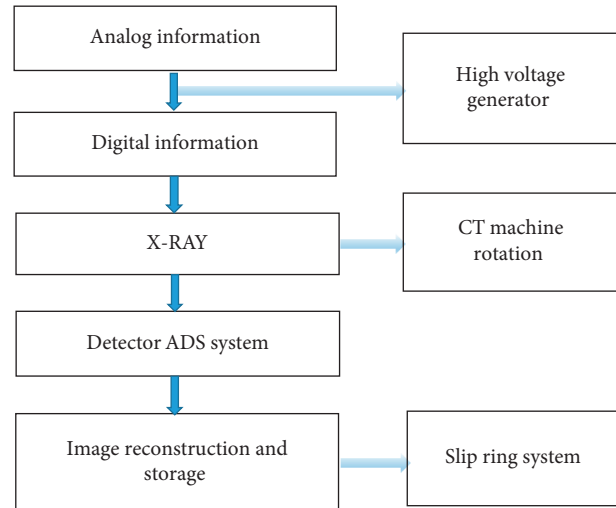 Analog information
High voltage
generator
Digital information
X-RAY
CT machine
rotation
Detector ADS system
Image reconstruction and
storage
Slip ring system